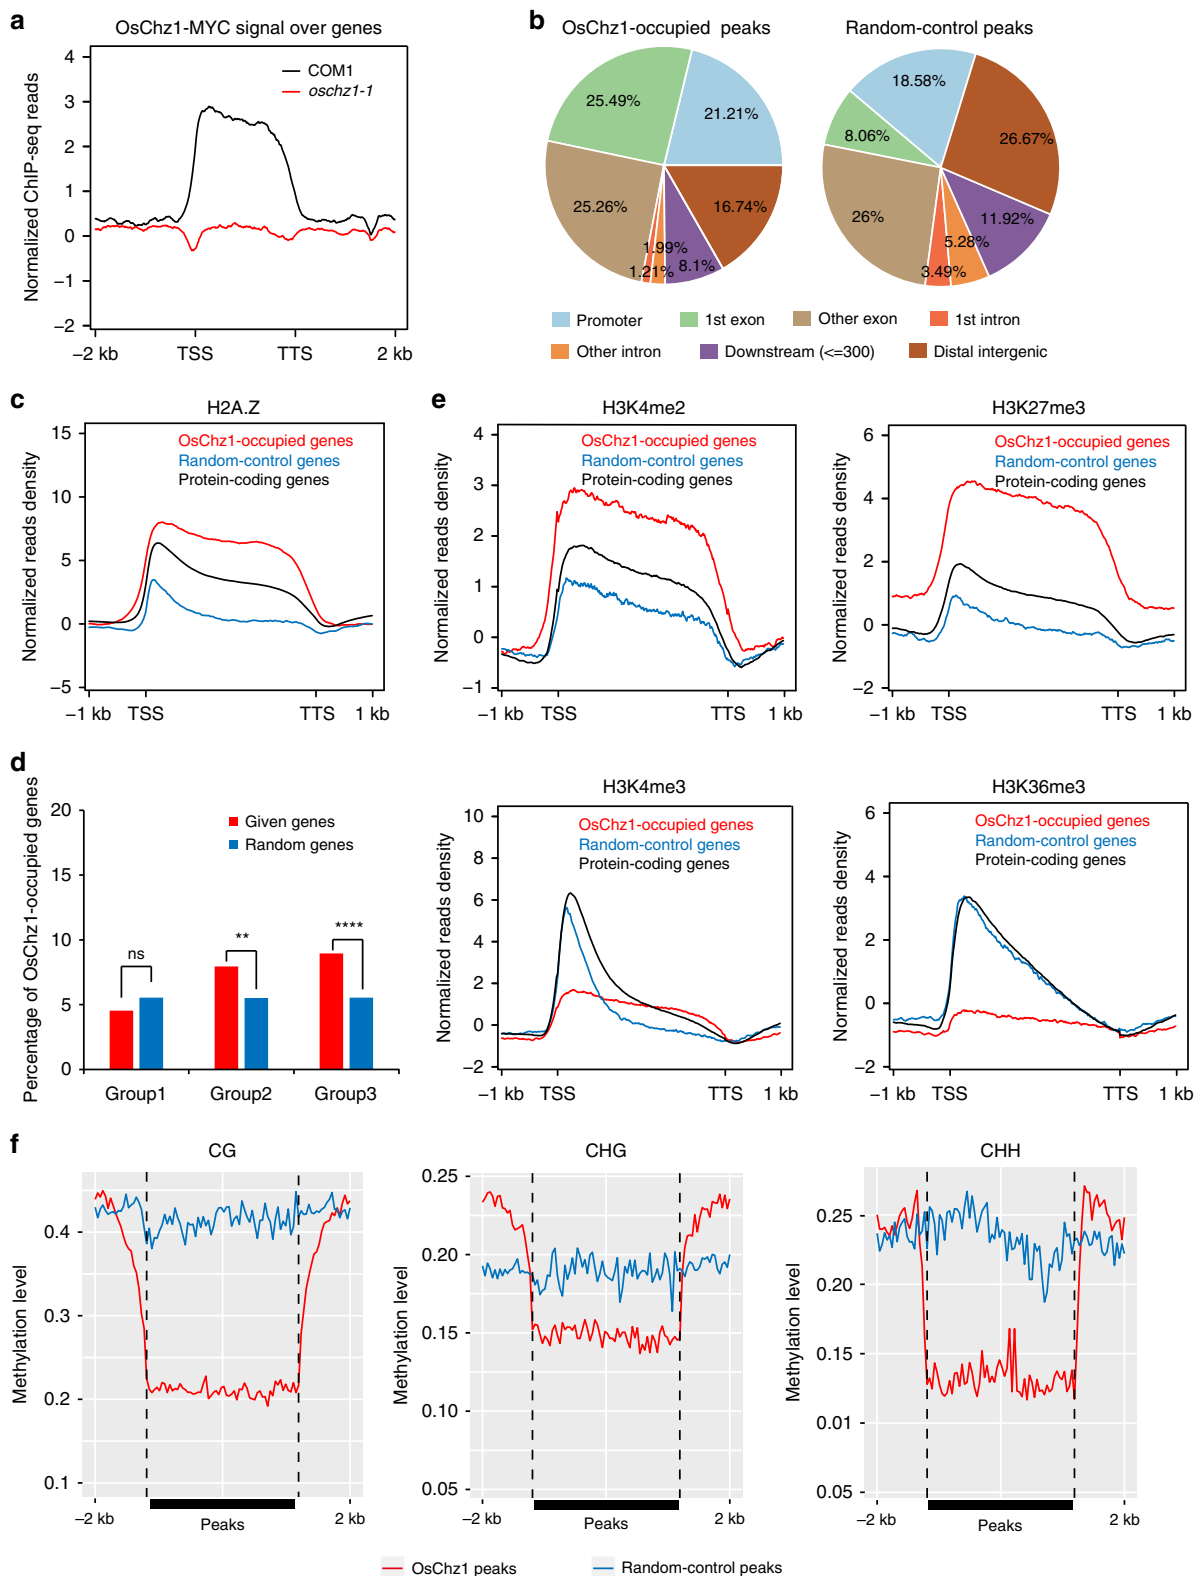 a
OsChz1-MYC signal over genes
Normalized ChIP-seq reads
4
3
2
1
0
−1
−2
COM1
oschz1-1
−2 kb TSS TTS 2 kb
b
OsChz1-occupied peaks
25.49%
21.21%
25.26%
16.74%
1.99%
1.21%
8.1%
Random-control peaks
18.58%
8.06%
26.67%
26%
11.92%
5.28%
3.49%
Promoter 1st exon Other exon 1st intron
Other intron Downstream (<=300) Distal intergenic
c
H2A.Z
Normalized reads density
15
10
5
0
−5
OsChz1-occupied genes
Random-control genes
Protein-coding genes
−1 kb TSS TTS 1 kb
e
H3K4me2
Normalized reads density
4
3
2
1
0
−1
OsChz1-occupied genes
Random-control genes
Protein-coding genes
−1 kb TSS TTS 1 kb
H3K27me3
Normalized reads density
6
4
2
0
−2
OsChz1-occupied genes
Random-control genes
Protein-coding genes
−1 kb TSS TTS 1 kb
d
Percentage of OsChz1-occupied genes
20
15
10
5
0
Given genes
Random genes
ns
**
****
Group1 Group2 Group3
H3K4me3
Normalized reads density
10
8
6
4
2
0
−2
OsChz1-occupied genes
Random-control genes
Protein-coding genes
−1 kb TSS TTS 1 kb
H3K36me3
Normalized reads density
6
4
2
0
−2
OsChz1-occupied genes
Random-control genes
Protein-coding genes
−1 kb TSS TTS 1 kb
f
CG
Methylation level
0.4
0.3
0.2
0.1
−2 kb Peaks 2 kb
CHG
Methylation level
0.25
0.20
0.15
0.10
0.05
−2 kb Peaks 2 kb
CHH
Methylation level
0.25
0.20
0.15
0.01
0.05
−2 kb Peaks 2 kb
OsChz1 peaks Random-control peaks